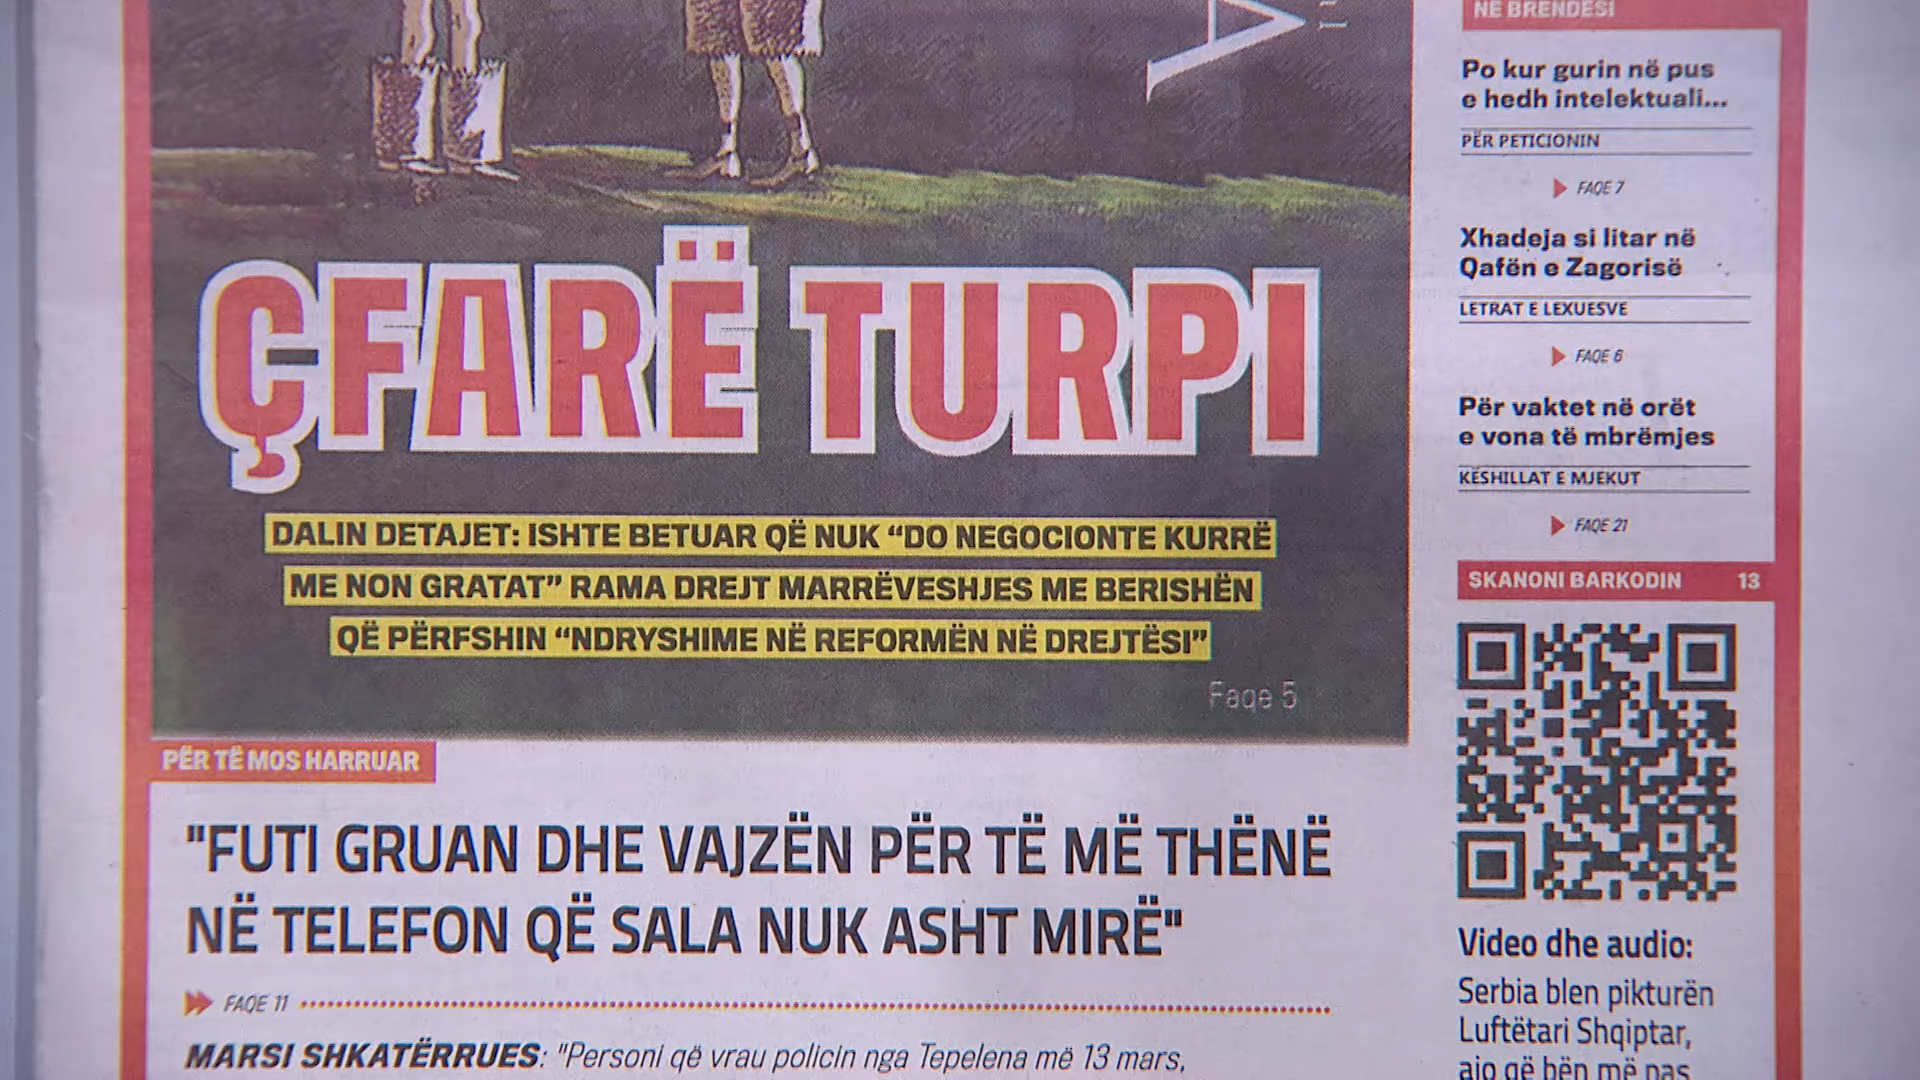 ÇFARË TURPI
DALIN DETAJET: ISHTE BETUAR QË NUK “DO NEGOCIONTE KURRË
ME NON GRATAT” RAMA DREJT MARRËVESHJES ME BERISHËN
QË PËRFSHIN “NDRYSHIME NË REFORMËN NË DREJTËSI”
Faqe 5
PËR TË MOS HARRUAR
"FUTI GRUAN DHE VAJZËN PËR TË MË THËNË
NË TELEFON QË SALA NUK ASHT MIRË"
FAQE 11
MARSI SHKATËRRUES: "Personi që vrau policin nga Tepelena më 13 mars,
NË BRENDËSI
Po kur gurin në pus
e hedh intelektuali...
PËR PETICIONIN
FAQE 7
Xhadeja si litar në
Qafën e Zagorisë
LETRAT E LEXUESVE
FAQE 6
Për vaktet në orët
e vona të mbrëmjes
KËSHILLAT E MJEKUT
FAQE 21
SKANONI BARKODIN 13
Video dhe audio:
Serbia blen pikturën
Luftëtari Shqiptar,
ajo që bën më pas